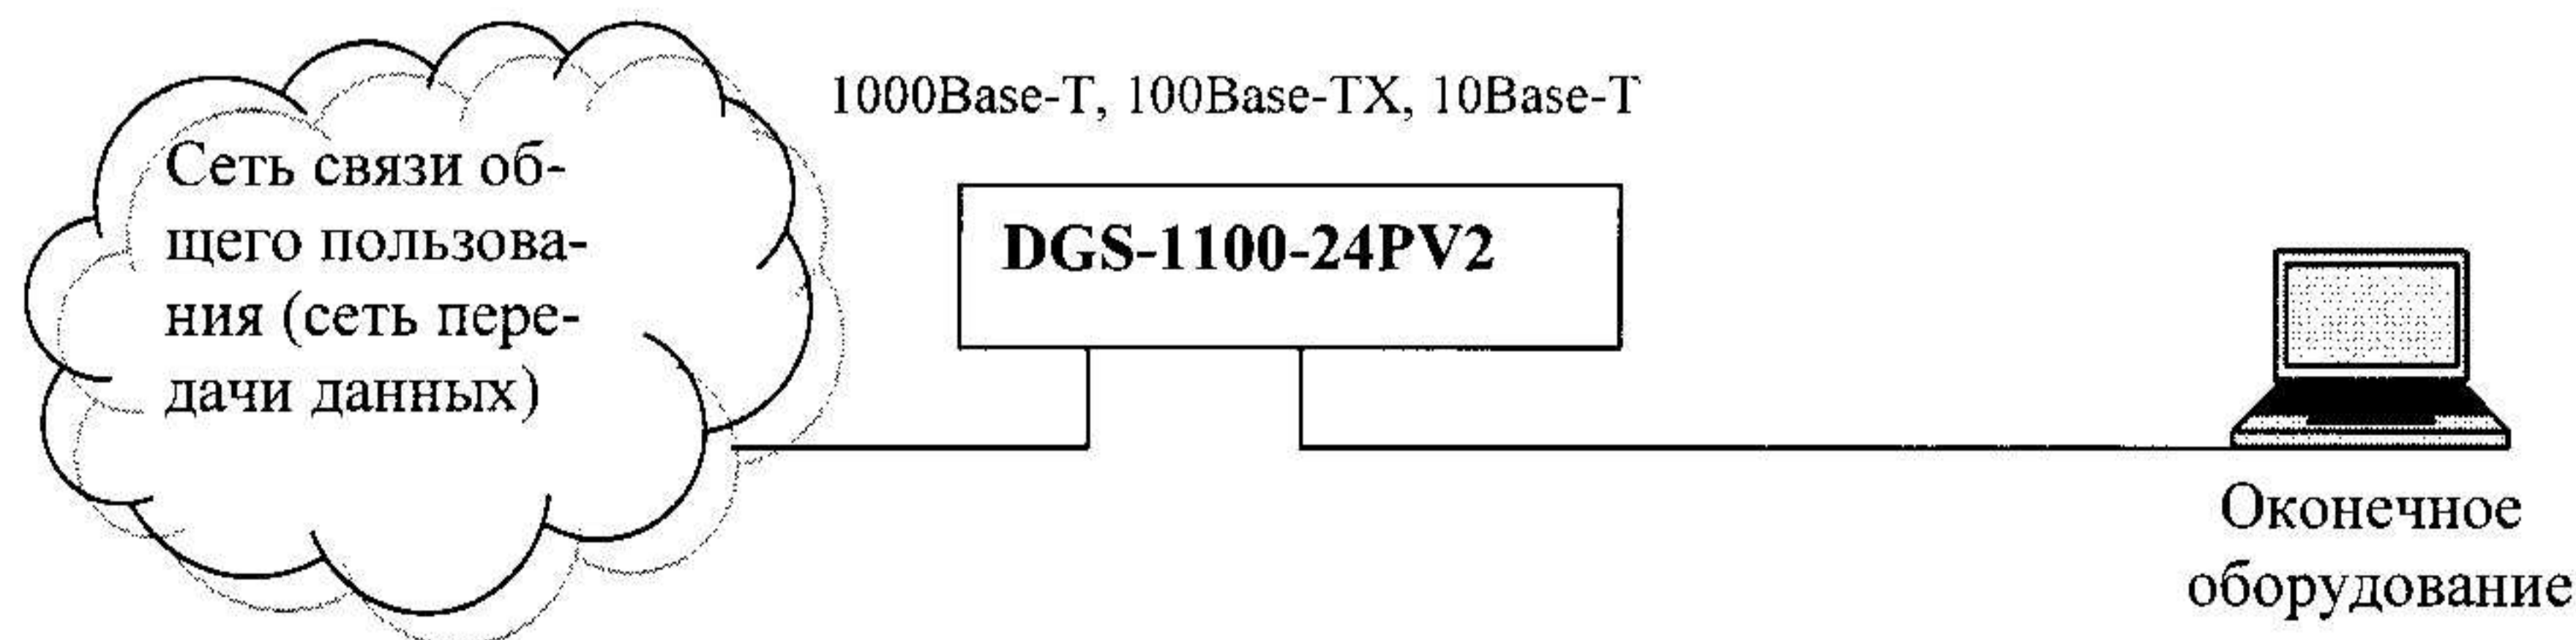 1000Base-T, 100Base-TX, 10Base-T
Сеть связи об-
щего пользова-
ния (сеть пере-
дачи данных)
DGS-1100-24PV2
Оконечное
оборудование